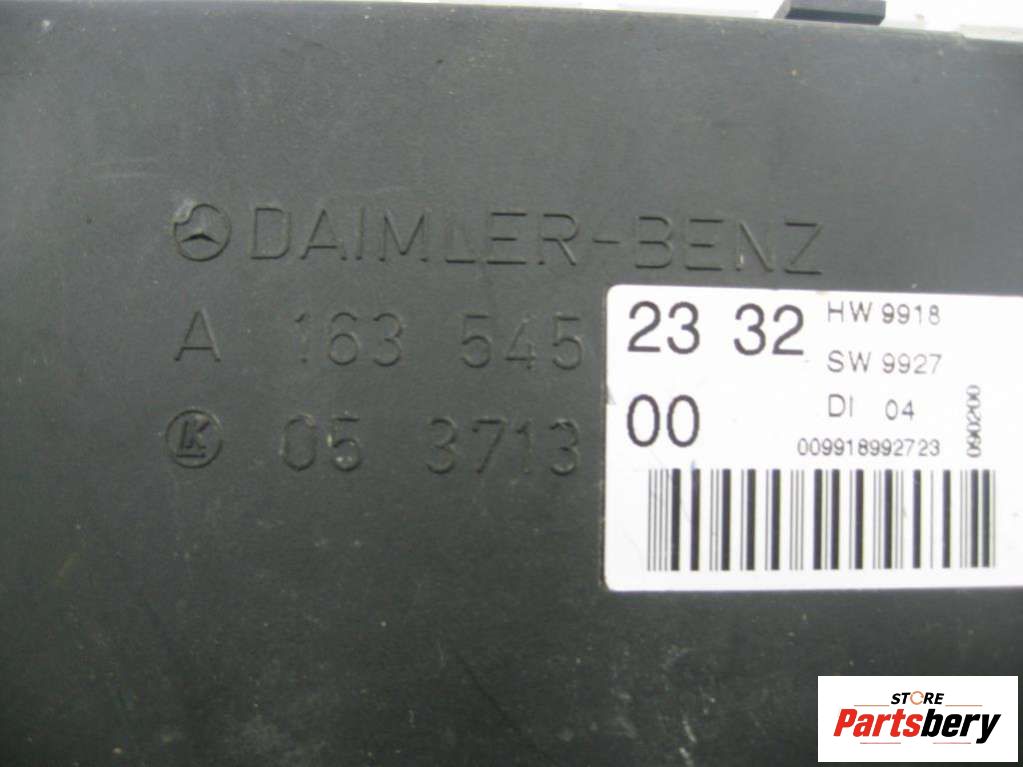 DAIMLER-BENZ
A 163 545 23 32
HW 9918
SW 9927
LK 05 3713 00
DI 04
009918992723
090200
STORE
Partsbery